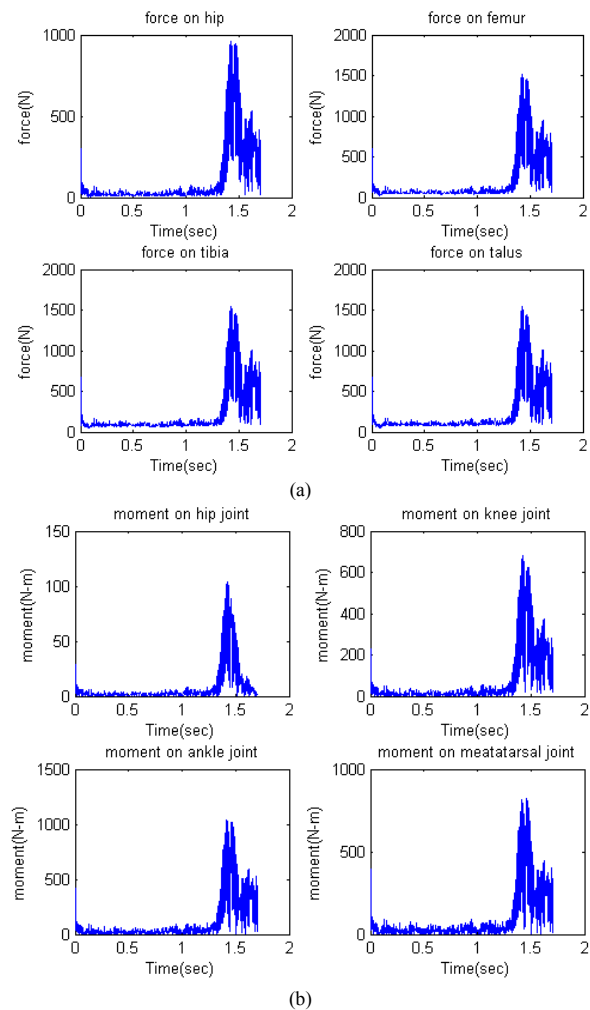 force on hip
force on femur
1000
500
0
force(N)
0 0.5 1 1.5 2
Time(sec)
2000
1500
1000
500
0
force(N)
0 0.5 1 1.5 2
Time(sec)
force on tibia
force on talus
2000
1500
1000
500
0
force(N)
0 0.5 1 1.5 2
Time(sec)
2000
1500
1000
500
0
force(N)
0 0.5 1 1.5 2
Time(sec)
(a)
moment on hip joint
moment on knee joint
150
100
50
0
moment(N-m)
0 0.5 1 1.5 2
Time(sec)
800
600
400
200
0
moment(N-m)
0 0.5 1 1.5 2
Time(sec)
moment on ankle joint
moment on meatatarsal joint
1500
1000
500
0
moment(N-m)
0 0.5 1 1.5 2
Time(sec)
1000
500
0
moment(N-m)
0 0.5 1 1.5 2
Time(sec)
(b)